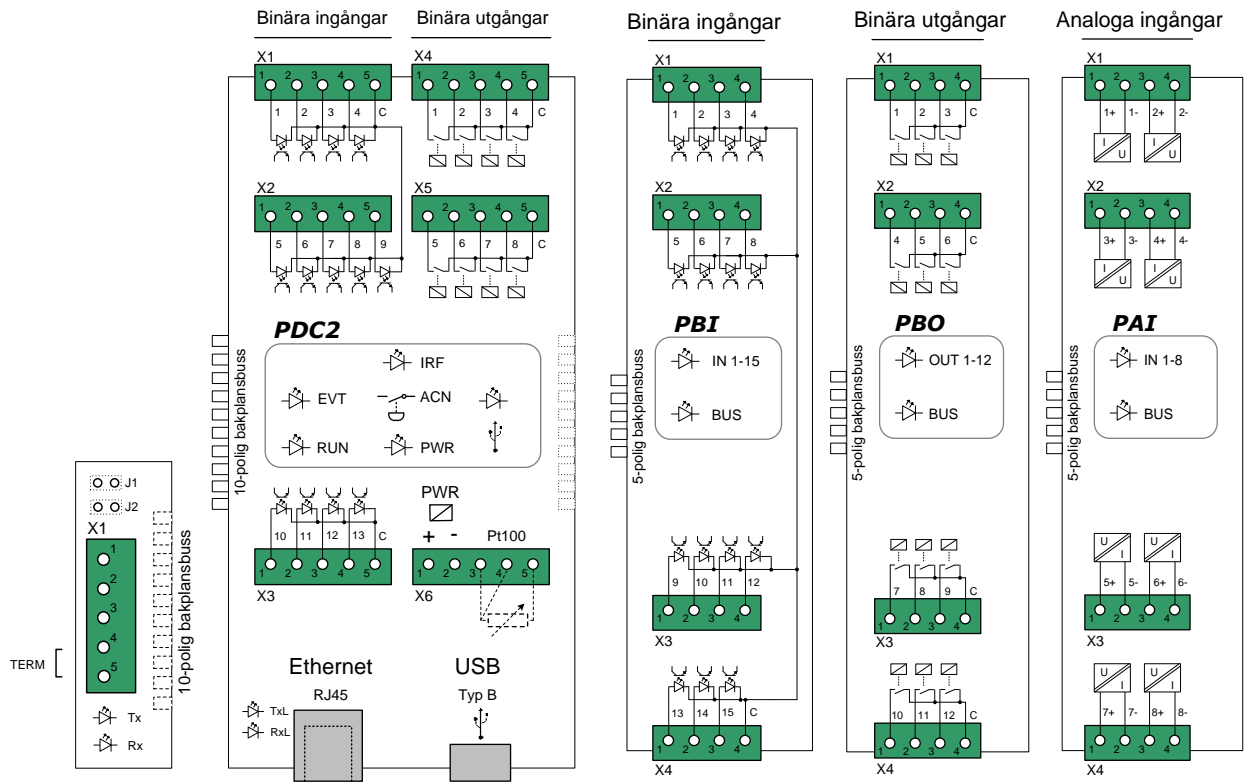 Binära ingångar Binära utgångar
X1 X4
1 2 3 4 5 1 2 3 4 5
1 2 3 4 C 1 2 3 4 C
X2 X5
1 2 3 4 5 1 2 3 4 5
5 6 7 8 9 5 6 7 8 C
PDC2
IRF
EVT ACN
RUN PWR
10-polig bakplansbuss
PWR
+ - Pt100
10 11 12 13 C
1 2 3 4 5 1 2 3 4 5
X3 X6
Ethernet USB
RJ45 Typ B
TxL
RxL
J1
J2
X1
1
2
3
4
5
TERM
Tx
Rx
10-polig bakplansbuss
Binära ingångar
X1
1 2 3 4
1 2 3 4
X2
1 2 3 4
5 6 7 8
PBI
IN 1-15
BUS
5-polig bakplansbuss
9 10 11 12
1 2 3 4
X3
13 14 15 C
1 2 3 4
X4
Binära utgångar
X1
1 2 3 4
1 2 3 C
X2
1 2 3 4
4 5 6 C
PBO
OUT 1-12
BUS
5-polig bakplansbuss
7 8 9 C
1 2 3 4
X3
10 11 12 C
1 2 3 4
X4
Analoga ingångar
X1
1 2 3 4
1+ 1- 2+ 2-
I U I U
X2
1 2 3 4
3+ 3- 4+ 4-
I U I U
PAI
IN 1-8
BUS
5-polig bakplansbuss
U I U I
5+ 5- 6+ 6-
1 2 3 4
X3
U I U I
7+ 7- 8+ 8-
1 2 3 4
X4